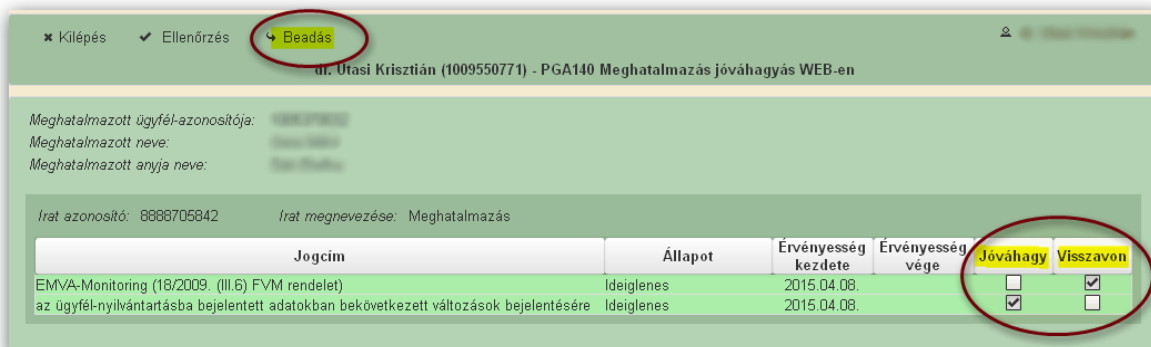 Kilépés Ellenőrzés Beadás
dr. Utasi Krisztián (1009550771) - PGA140 Meghatalmazás jóváhagyás WEB-en
Meghatalmazott ügyfél-azonosítója:
Meghatalmazott neve:
Meghatalmazott anyja neve:
Irat azonosító: 8888705842 Irat megnevezése: Meghatalmazás
Jogcím Állapot Érvényesség kezdete Érvényesség vége Jóváhagy Visszavon
EMVA-Monitoring (18/2009. (III.6) FVM rendelet) Ideiglenes 2015.04.08.
az ügyfél-nyilvántartásba bejelentett adatokban bekövetkezett változások bejelentésére Ideiglenes 2015.04.08.